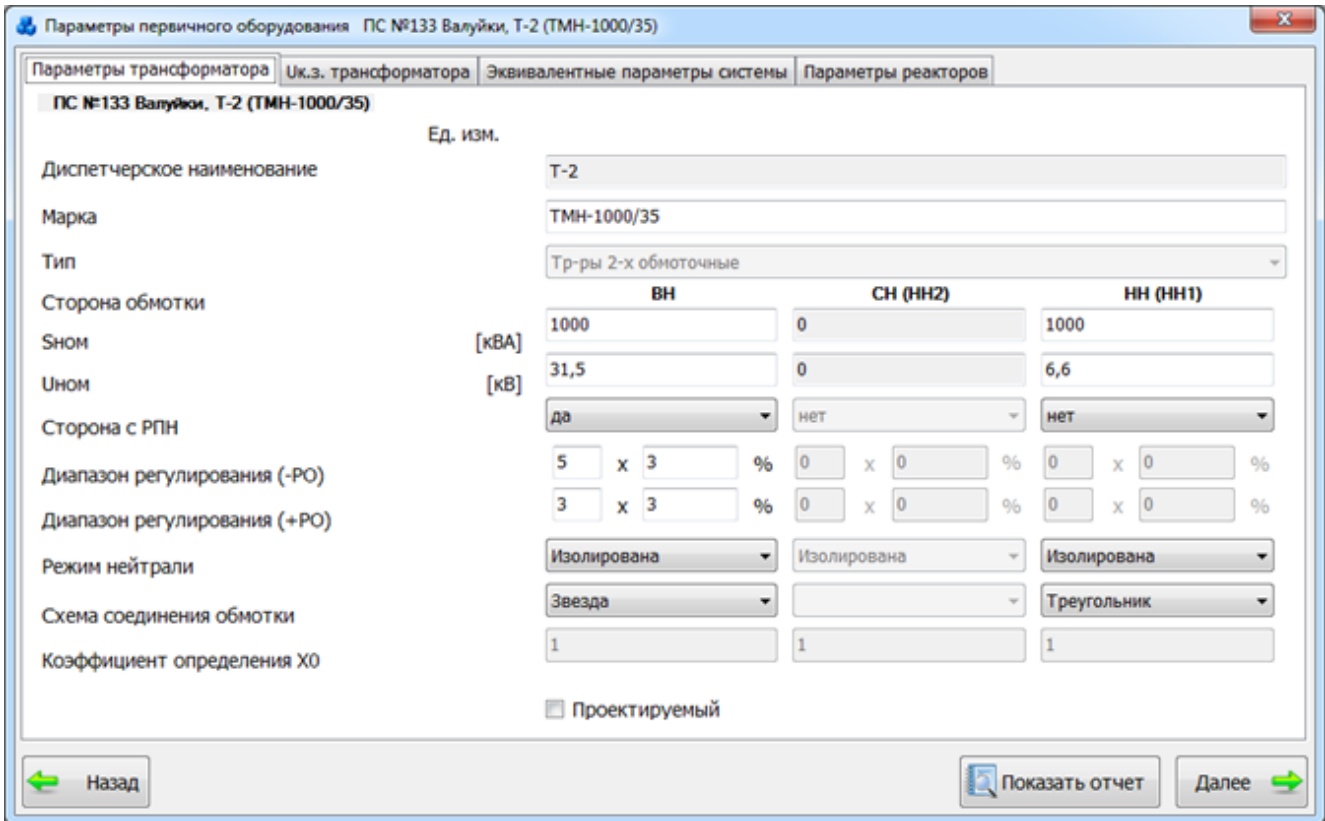 Параметры первичного оборудования ПС №133 Валуйки, Т-2 (ТМН-1000/35)
Параметры трансформатора Uк.з. трансформатора Эквивалентные параметры системы Параметры реакторов
ПС №133 Валуйки, Т-2 (ТМН-1000/35)
Ед. изм.
Диспетчерское наименование Т-2
Марка ТМН-1000/35
Тип Тр-ры 2-х обмоточные
Сторона обмотки ВН СН (НН2) НН (НН1)
Sном [кВА] 1000 0 1000
Uном [кВ] 31,5 0 6,6
Сторона с РПН да нет нет
Диапазон регулирования (-РО) 5 x 3 % 0 x 0 % 0 x 0 %
Диапазон регулирования (+РО) 3 x 3 % 0 x 0 % 0 x 0 %
Режим нейтрали Изолирована Изолирована Изолирована
Схема соединения обмотки Звезда Треугольник
Коэффициент определения X0 1 1 1
Проектируемый
Назад Показать отчет Далее